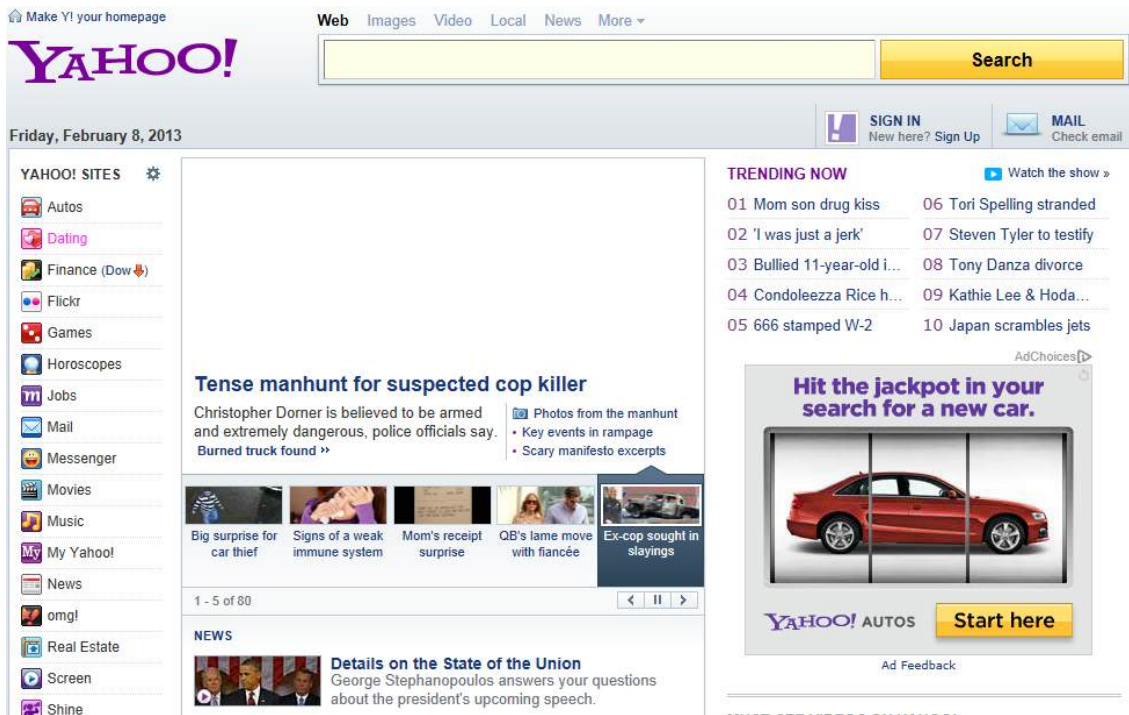 Make Y! your homepage
Web Images Video Local News More
YAHOO!
Search
Friday, February 8, 2013
SIGN IN
New here? Sign Up
MAIL
Check email
YAHOO! SITES
Autos
Dating
Finance (Dow)
Flickr
Games
Horoscopes
Jobs
Mail
Messenger
Movies
Music
My Yahoo!
News
omg!
Real Estate
Screen
Shine
Tense manhunt for suspected cop killer
Christopher Dorner is believed to be armed
and extremely dangerous, police officials say.
Burned truck found »
Photos from the manhunt
• Key events in rampage
• Scary manifesto excerpts
Big surprise for
car thief
Signs of a weak
immune system
Mom's receipt
surprise
QB's lame move
with fiancée
Ex-cop sought in
slayings
1 - 5 of 80
NEWS
Details on the State of the Union
George Stephanopoulos answers your questions
about the president's upcoming speech.
TRENDING NOW
Watch the show »
01 Mom son drug kiss
02 'I was just a jerk'
03 Bullied 11-year-old i...
04 Condoleezza Rice h...
05 666 stamped W-2
06 Tori Spelling stranded
07 Steven Tyler to testify
08 Tony Danza divorce
09 Kathie Lee & Hoda...
10 Japan scrambles jets
AdChoices
Hit the jackpot in your
search for a new car.
YAHOO! AUTOS
Start here
Ad Feedback